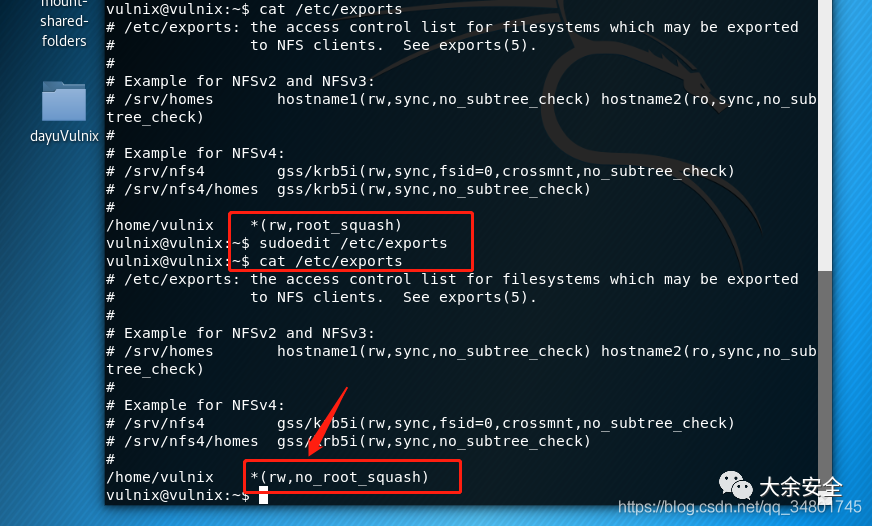 mount-
shared-
folders
dayuVulnix
vulnix@vulnix:~$ cat /etc/exports
# /etc/exports: the access control list for filesystems which may be exported
#               to NFS clients.  See exports(5).
#
# Example for NFSv2 and NFSv3:
# /srv/homes       hostname1(rw,sync,no_subtree_check) hostname2(ro,sync,no_sub
tree_check)
#
# Example for NFSv4:
# /srv/nfs4        gss/krb5i(rw,sync,fsid=0,crossmnt,no_subtree_check)
# /srv/nfs4/homes  gss/krb5i(rw,sync,no_subtree_check)
#
/home/vulnix    *(rw,root_squash)
vulnix@vulnix:~$ sudoedit /etc/exports
vulnix@vulnix:~$ cat /etc/exports
# /etc/exports: the access control list for filesystems which may be exported
#               to NFS clients.  See exports(5).
#
# Example for NFSv2 and NFSv3:
# /srv/homes       hostname1(rw,sync,no_subtree_check) hostname2(ro,sync,no_sub
tree_check)
#
# Example for NFSv4:
# /srv/nfs4        gss/krb5i(rw,sync,fsid=0,crossmnt,no_subtree_check)
# /srv/nfs4/homes  gss/krb5i(rw,sync,no_subtree_check)
#
/home/vulnix    *(rw,no_root_squash)
vulnix@vulnix:~$
大余安全
https://blog.csdn.net/qq_34801745